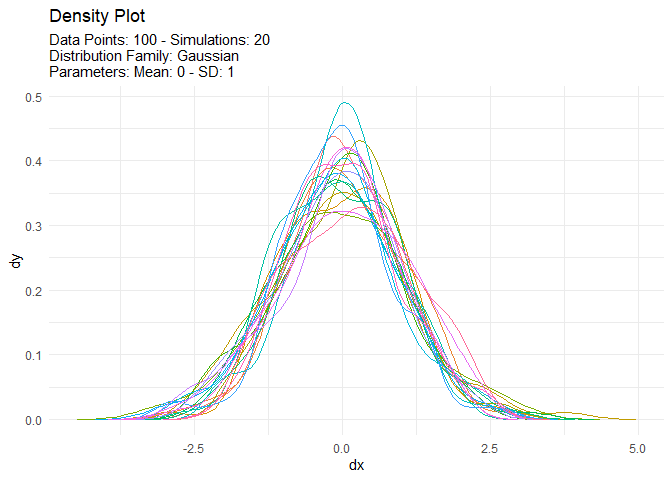 Density Plot
Data Points: 100 - Simulations: 20
Distribution Family: Gaussian
Parameters: Mean: 0 - SD: 1
0.5
0.4
0.3
dy
0.2
0.1
0.0
-2.5 0.0 2.5 5.0
dx